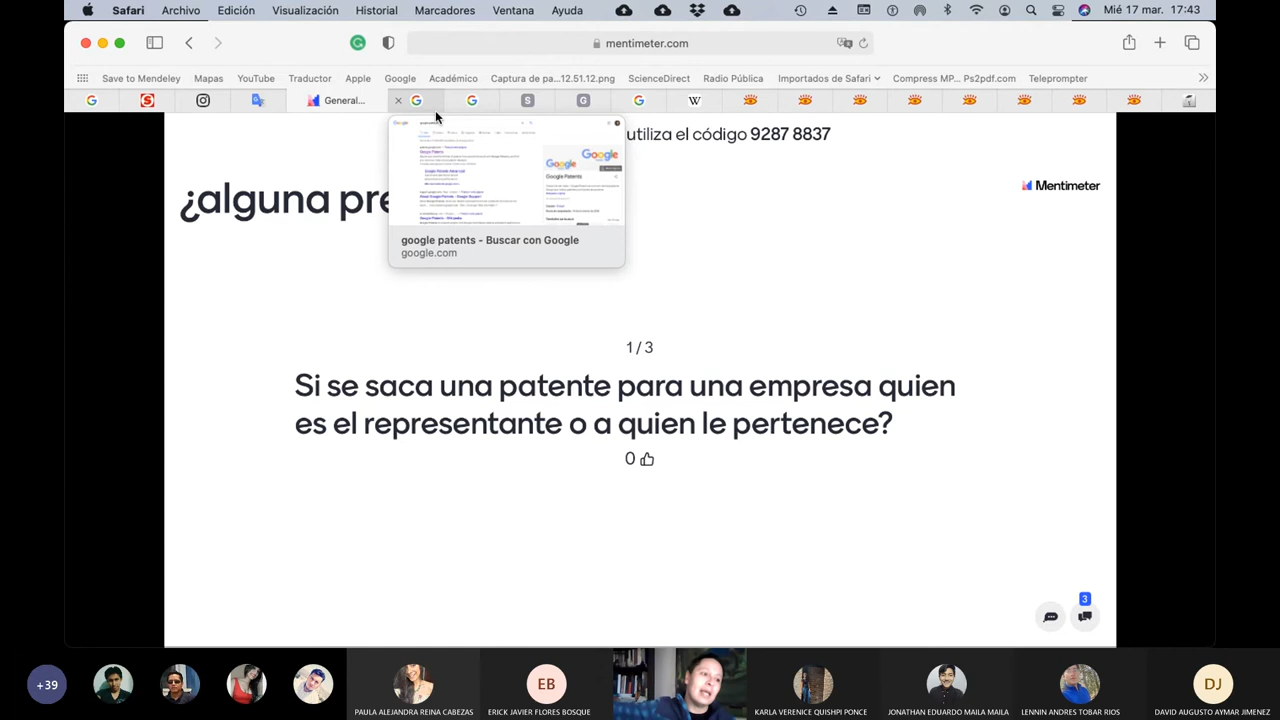 Safari Archivo Edición Visualización Historial Marcadores Ventana Ayuda Mié 17 mar. 17:43
mentimeter.com
Save to Mendeley Mapas YouTube Traductor Apple Google Académico Captura de pa...12.51.12.png ScienceDirect Radio Pública Importados de Safari Compress MP... Ps2pdf.com Teleprompter
General...
utiliza el código 9287 8837
¿alguna pre
Mentimeter
Google
Google
Google Patents
google patents - Buscar con Google
google.com
1 / 3
Si se saca una patente para una empresa quien
es el representante o a quien le pertenece?
0
3
+39
EB
DJ
PAULA ALEJANDRA REINA CABEZAS ERICK JAVIER FLORES BOSQUE KARLA VERENICE QUISHPI PONCE JONATHAN EDUARDO MAILA MAILA LENNIN ANDRES TOBAR RIOS DAVID AUGUSTO AYMAR JIMENEZ